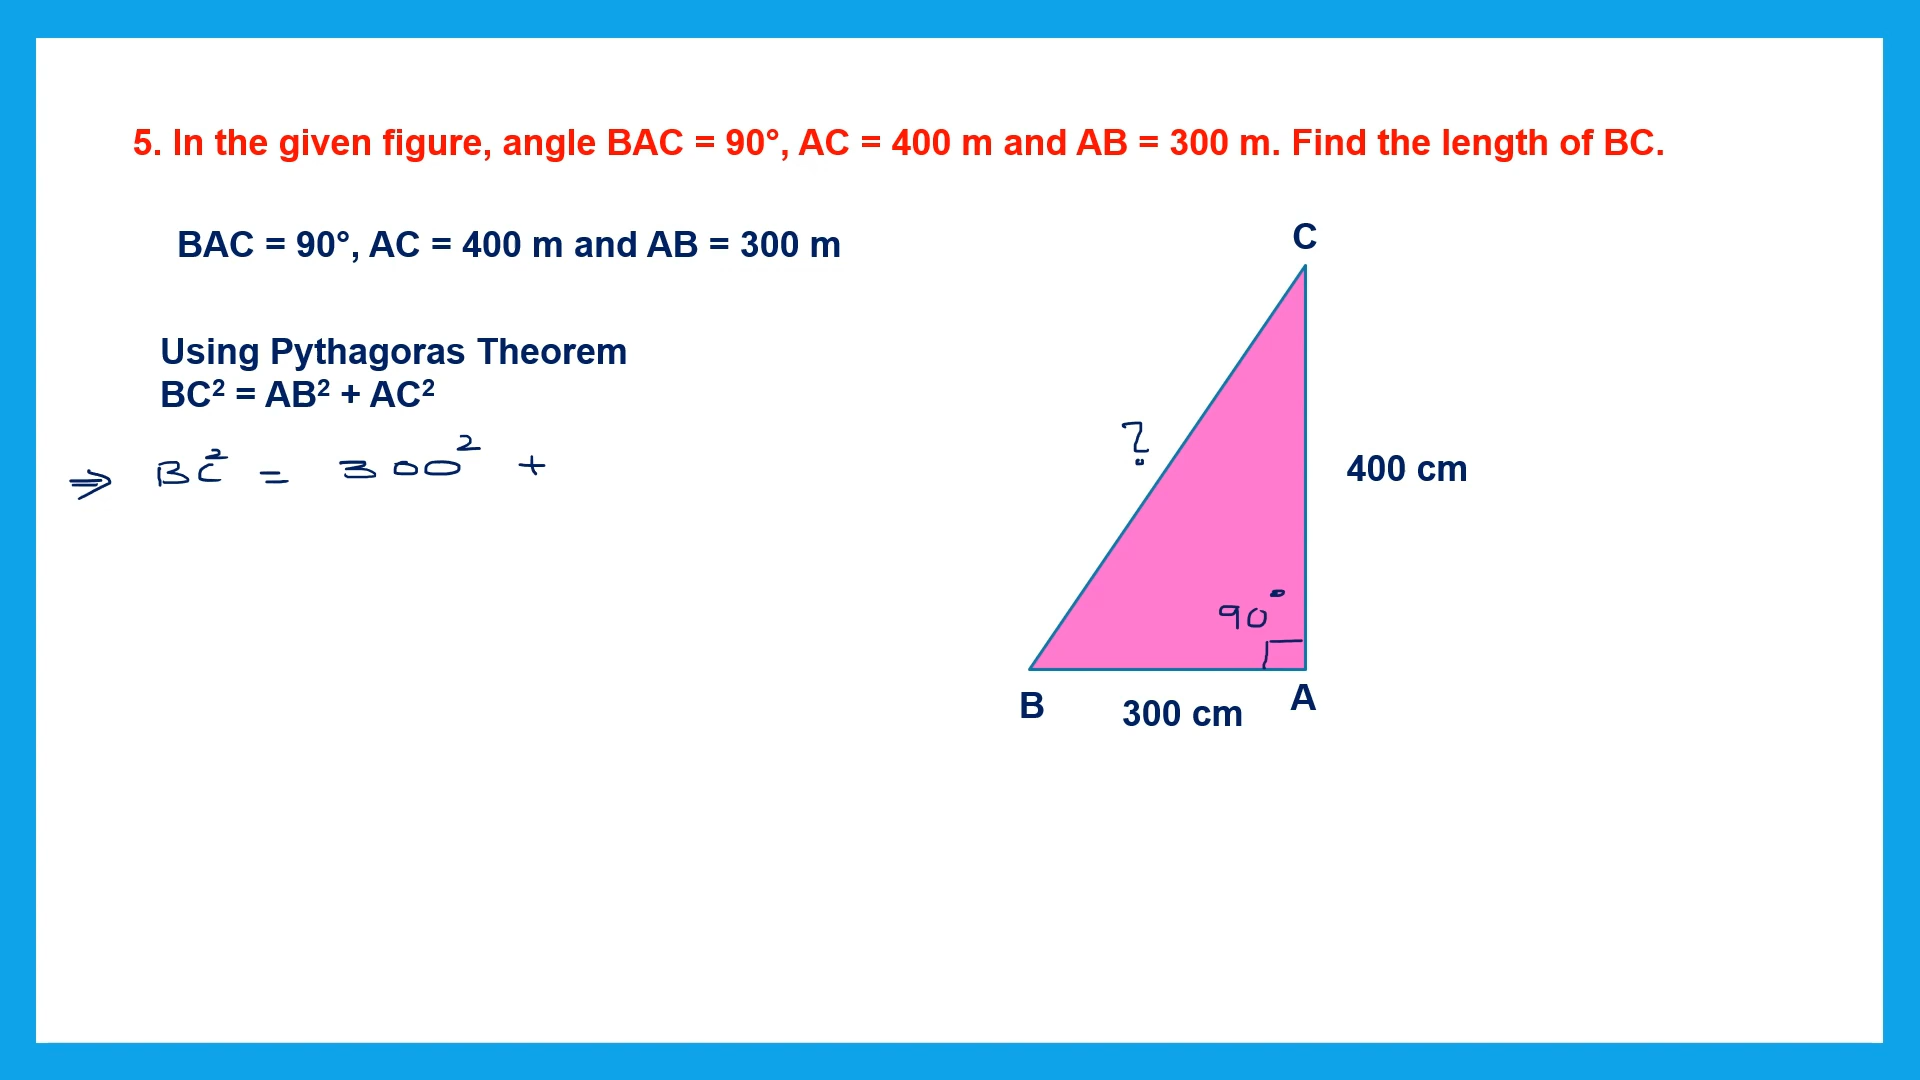 5. In the given figure, angle BAC = 90°, AC = 400 m and AB = 300 m. Find the length of BC.
BAC = 90°, AC = 400 m and AB = 300 m
Using Pythagoras Theorem
BC² = AB² + AC²
⇒ BC² = 300² +
C
?
400 cm
90°
B
300 cm
A